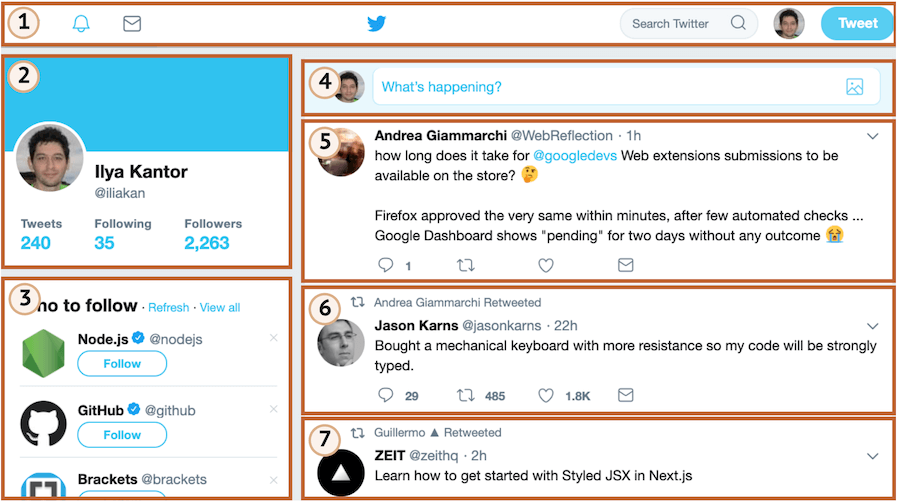 1
Search Twitter
Tweet
2
Ilya Kantor
@iliakan
Tweets Following Followers
240 35 2,263
3
to follow · Refresh · View all
Node.js @nodejs
Follow
GitHub @github
Follow
Brackets @brackets
4
What's happening?
5
Andrea Giammarchi @WebReflection · 1h
how long does it take for @googledevs Web extensions submissions to be
available on the store? 🤔
Firefox approved the very same within minutes, after few automated checks ...
Google Dashboard shows "pending" for two days without any outcome 😭
1
6
Andrea Giammarchi Retweeted
Jason Karns @jasonkarns · 22h
Bought a mechanical keyboard with more resistance so my code will be strongly
typed.
29 485 1.8K
7
Guillermo ▲ Retweeted
ZEIT @zeithq · 2h
Learn how to get started with Styled JSX in Next.js